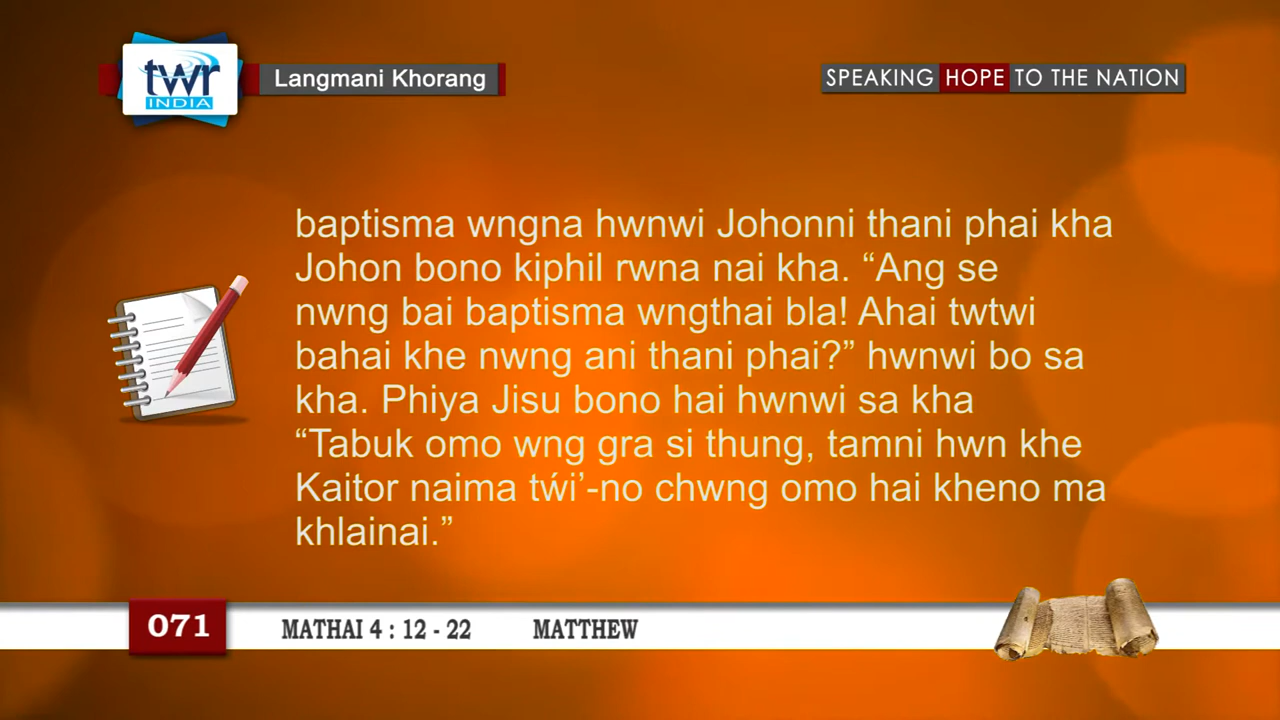 twr
INDIA
Langmani Khorang
SPEAKING HOPE TO THE NATION
baptisma wngna hwnwi Johonni thani phai kha
Johon bono kiphil rwna nai kha. “Ang se
nwng bai baptisma wngthai bla! Ahai twtwi
bahai khe nwng ani thani phai?” hwnwi bo sa
kha. Phiya Jisu bono hai hwnwi sa kha
“Tabuk omo wng gra si thung, tamni hwn khe
Kaitor naima tẃi’-no chwng omo hai kheno ma
khlainai.”
071
MATHAI 4 : 12 - 22
MATTHEW